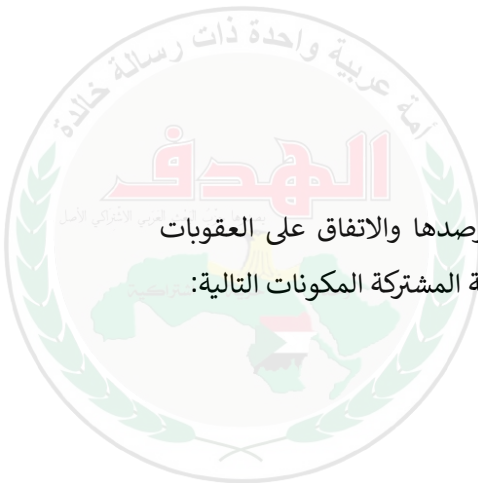 أمة عربية واحدة ذات رسالة خالدة
الهدف
رصدها والاتفاق على العقوبات
المشتركة المكونات التالية: